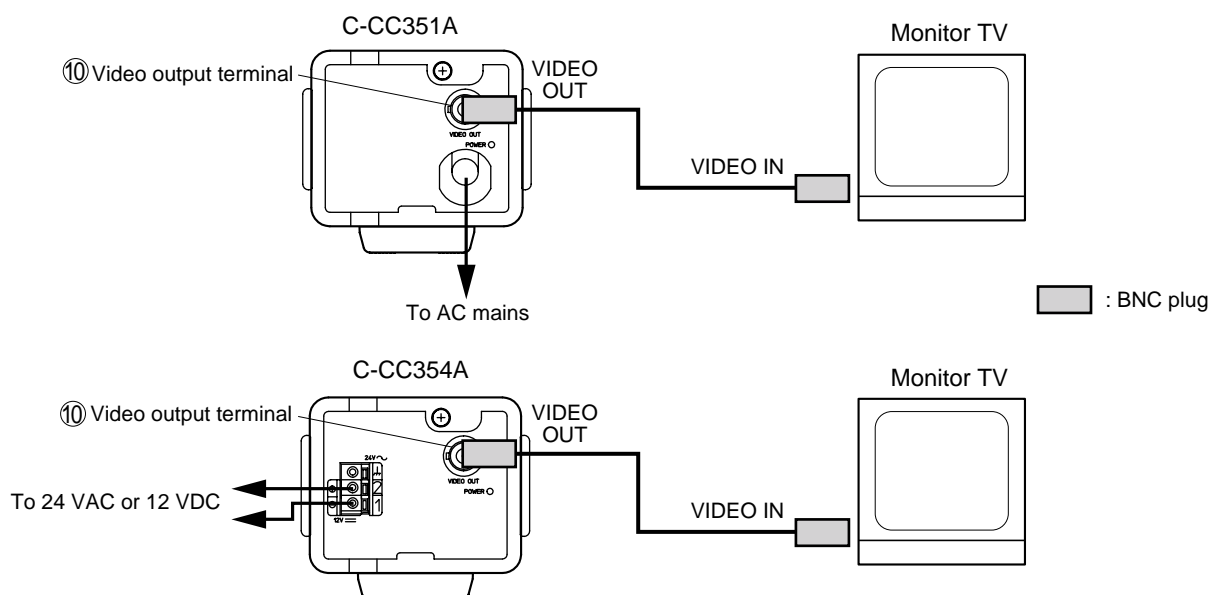 C-CC351A
Monitor TV
⑩ Video output terminal
VIDEO
OUT
VIDEO OUT
POWER
VIDEO IN
To AC mains
: BNC plug
C-CC354A
Monitor TV
⑩ Video output terminal
VIDEO
OUT
24V
2
1
12V
VIDEO OUT
POWER
To 24 VAC or 12 VDC
VIDEO IN